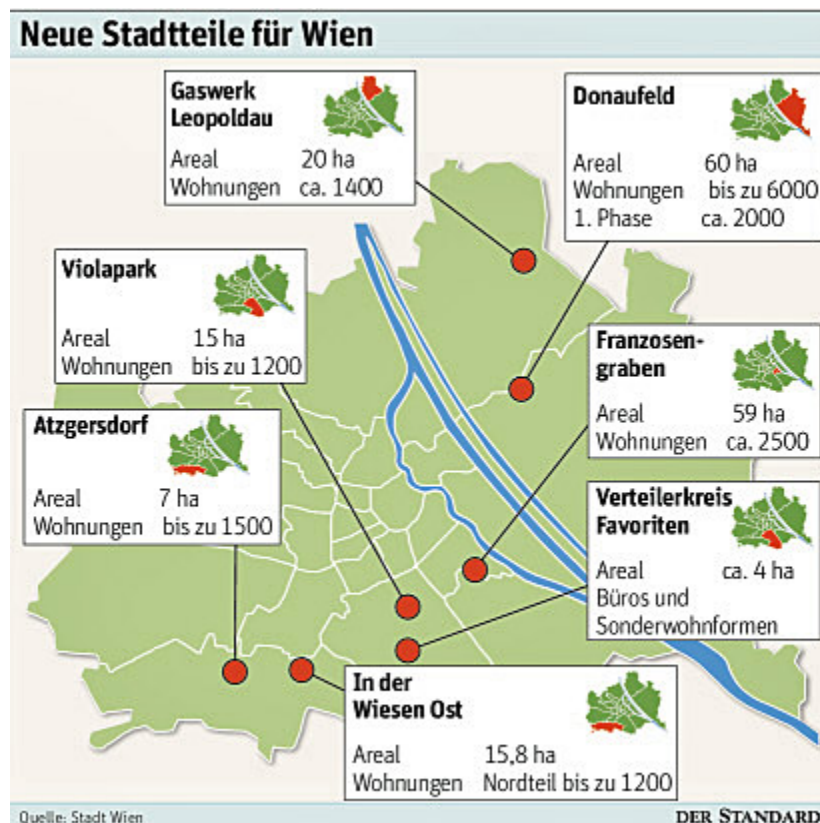 Neue Stadtteile für Wien
Gaswerk
Leopoldau
Areal 20 ha
Wohnungen ca. 1400
Donaufeld
Areal 60 ha
Wohnungen bis zu 6000
1. Phase ca. 2000
Violapark
Areal 15 ha
Wohnungen bis zu 1200
Franzosen-
graben
Areal 59 ha
Wohnungen ca. 2500
Atzgersdorf
Areal 7 ha
Wohnungen bis zu 1500
Verteilerkreis
Favoriten
Areal ca. 4 ha
Büros und
Sonderwohnformen
In der
Wiesen Ost
Areal 15,8 ha
Wohnungen Nordteil bis zu 1200
Quelle: Stadt Wien
DER STANDARD